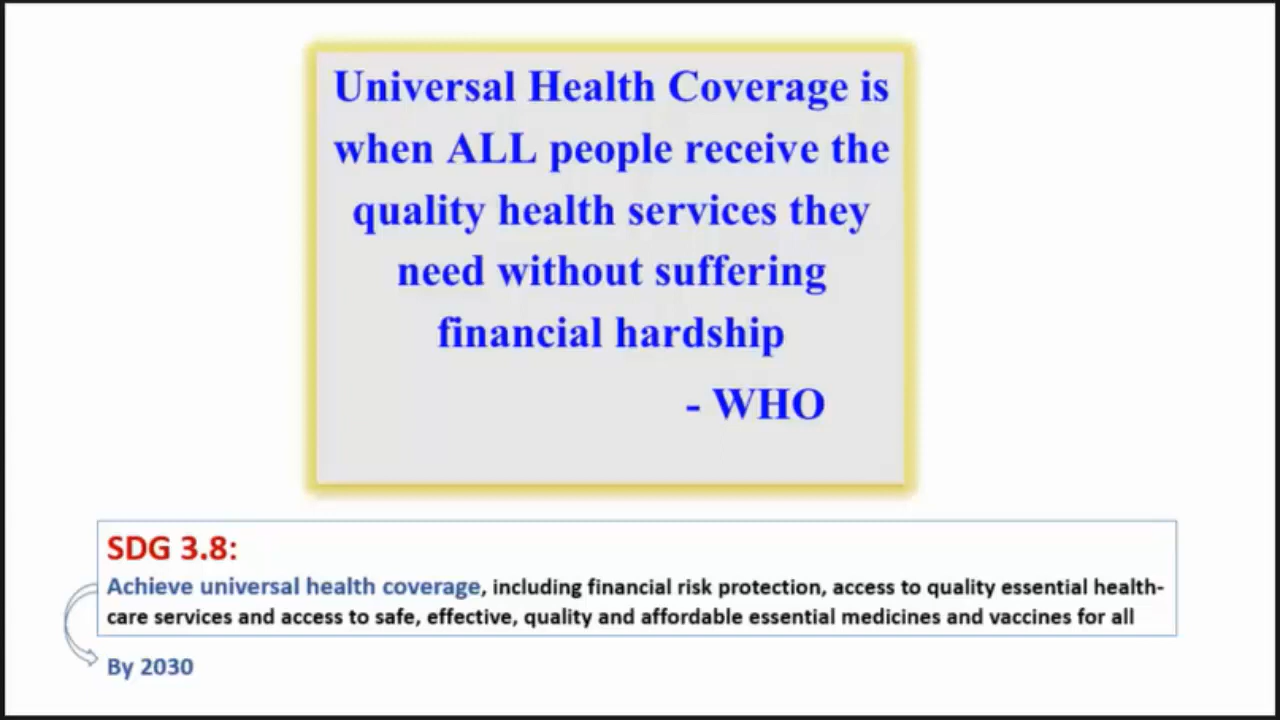 Universal Health Coverage is
when ALL people receive the
quality health services they
need without suffering
financial hardship
- WHO
SDG 3.8:
Achieve universal health coverage, including financial risk protection, access to quality essential health-
care services and access to safe, effective, quality and affordable essential medicines and vaccines for all
By 2030